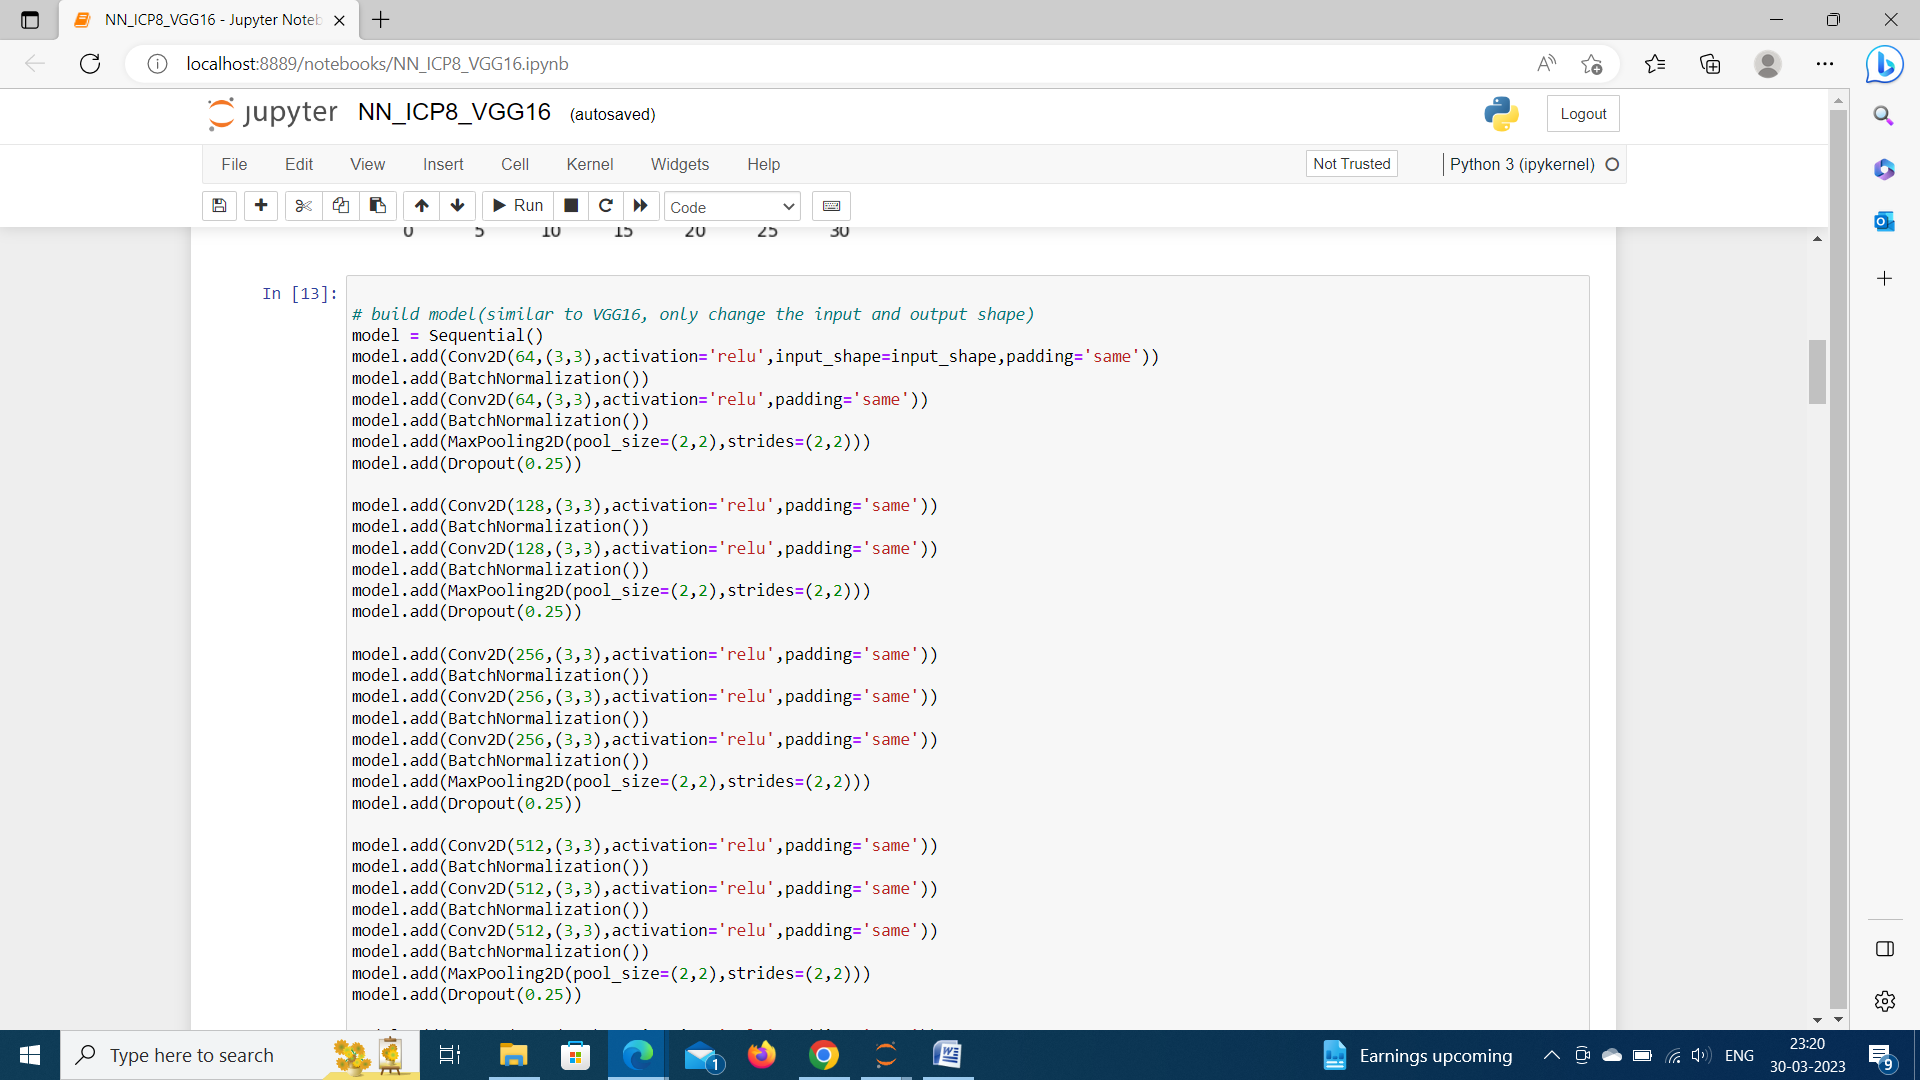 NN_ICP8_VGG16 - Jupyter Noteb
localhost:8889/notebooks/NN_ICP8_VGG16.ipynb
jupyter NN_ICP8_VGG16 (autosaved)
Logout
File Edit View Insert Cell Kernel Widgets Help
Not Trusted
Python 3 (ipykernel)
Run
Code
0 5 10 15 20 25 30
In [13]:
# build model(similar to VGG16, only change the input and output shape)
model = Sequential()
model.add(Conv2D(64,(3,3),activation='relu',input_shape=input_shape,padding='same'))
model.add(BatchNormalization())
model.add(Conv2D(64,(3,3),activation='relu',padding='same'))
model.add(BatchNormalization())
model.add(MaxPooling2D(pool_size=(2,2),strides=(2,2)))
model.add(Dropout(0.25))
model.add(Conv2D(128,(3,3),activation='relu',padding='same'))
model.add(BatchNormalization())
model.add(Conv2D(128,(3,3),activation='relu',padding='same'))
model.add(BatchNormalization())
model.add(MaxPooling2D(pool_size=(2,2),strides=(2,2)))
model.add(Dropout(0.25))
model.add(Conv2D(256,(3,3),activation='relu',padding='same'))
model.add(BatchNormalization())
model.add(Conv2D(256,(3,3),activation='relu',padding='same'))
model.add(BatchNormalization())
model.add(Conv2D(256,(3,3),activation='relu',padding='same'))
model.add(BatchNormalization())
model.add(MaxPooling2D(pool_size=(2,2),strides=(2,2)))
model.add(Dropout(0.25))
model.add(Conv2D(512,(3,3),activation='relu',padding='same'))
model.add(BatchNormalization())
model.add(Conv2D(512,(3,3),activation='relu',padding='same'))
model.add(BatchNormalization())
model.add(Conv2D(512,(3,3),activation='relu',padding='same'))
model.add(BatchNormalization())
model.add(MaxPooling2D(pool_size=(2,2),strides=(2,2)))
model.add(Dropout(0.25))
Type here to search
1
Earnings upcoming
ENG
23:20
30-03-2023
9